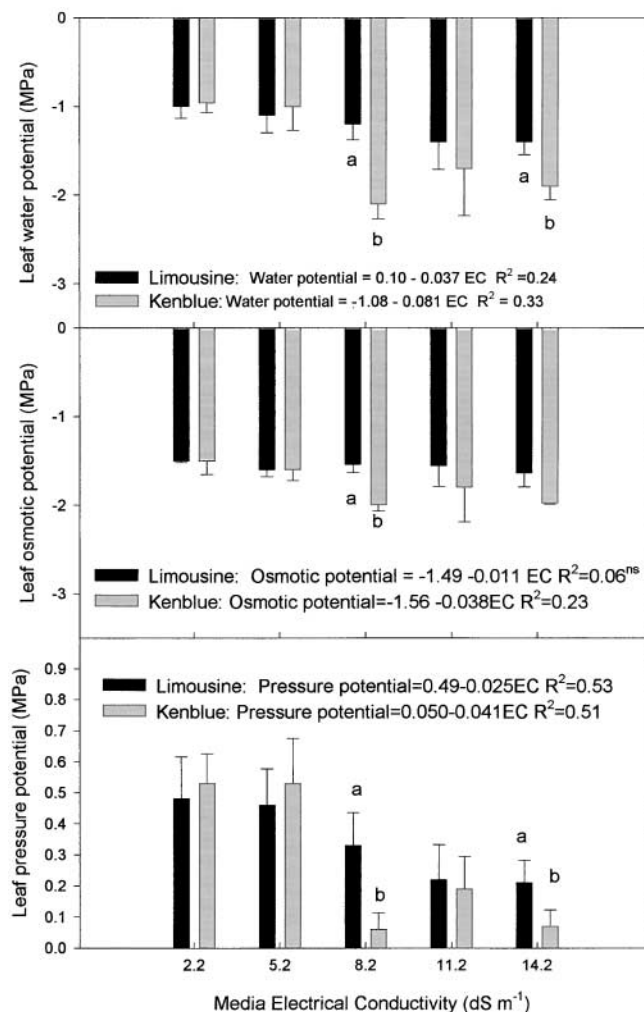 0
-1
-2
-3
Leaf water potential (MPa)
a
b
a
b
Limousine: Water potential = 0.10 - 0.037 EC R² =0.24
Kenblue: Water potential = -1.08 - 0.081 EC R² = 0.33
0
-1
-2
-3
Leaf osmotic potential (MPa)
a
b
Limousine: Osmotic potential = -1.49 -0.011 EC R²=0.06ns
Kenblue: Osmotic potential=-1.56 -0.038EC R²=0.23
0.9
0.8
0.7
0.6
0.5
0.4
0.3
0.2
0.1
0.0
Leaf pressure potential (MPa)
Limousine: Pressure potential=0.49-0.025EC R²=0.53
Kenblue: Pressure potential=0.050-0.041EC R²=0.51
a
b
a
b
2.2 5.2 8.2 11.2 14.2
Media Electrical Conductivity (dS m⁻¹)